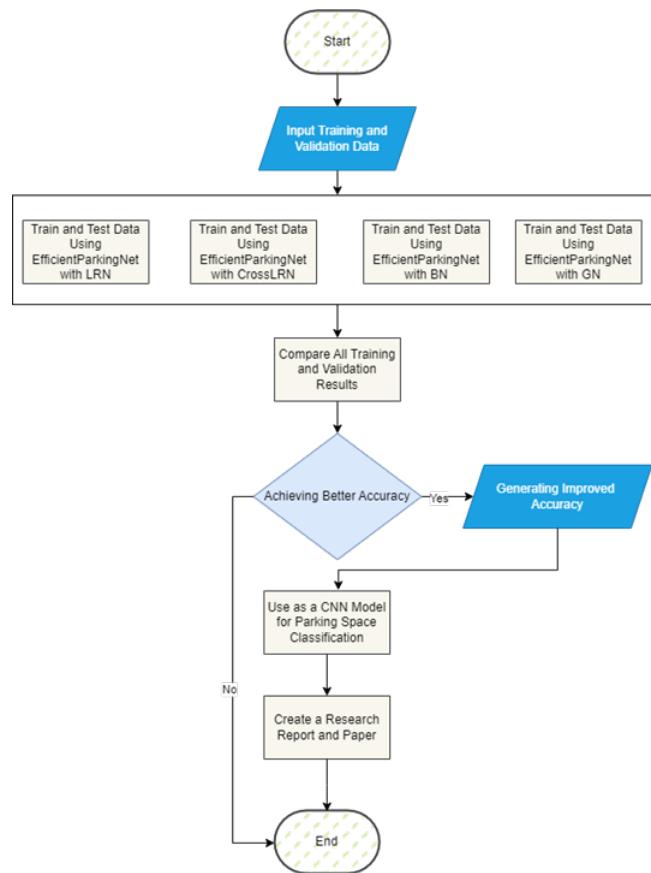 Start
Input Training and
Validation Data
Train and Test Data
Using
EfficientParkingNet
with LRN
Train and Test Data
Using
EfficientParkingNet
with CrossLRN
Train and Test Data
Using
EfficientParkingNet
with BN
Train and Test Data
Using
EfficientParkingNet
with GN
Compare All Training
and Validation
Results
Achieving Better Accuracy
Yes
Generating Improved
Accuracy
Use as a CNN Model
for Parking Space
Classification
No
Create a Research
Report and Paper
End